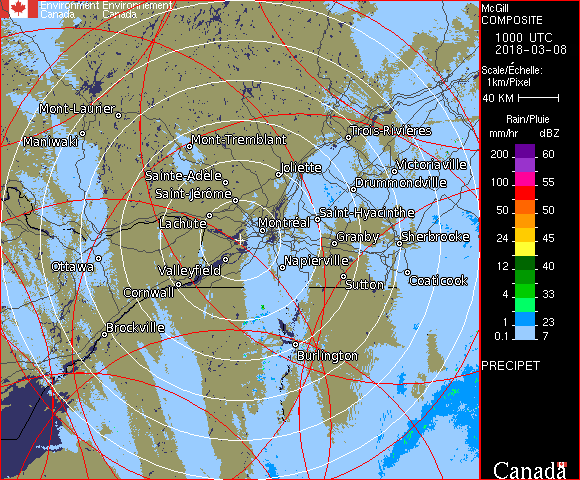 Environment Environnement
Canada Canada
Mont-Laurier
Maniwaki
Mont-Tremblant
Trois-Rivières
Sainte-Adèle
Joliette
Victoriaville
Saint-Jérôme
Drummondville
Lachute
Montréal
Saint-Hyacinthe
Granby
Sherbrooke
Ottawa
Valleyfield
Napierville
Cornwall
Sutton
Coaticook
Brockville
Burlington
McGill
COMPOSITE
1000 UTC
2018-03-08
Scale/Échelle:
1km/Pixel
40 KM
Rain/Pluie
mm/hr dBZ
200 60
100 55
50 50
24 45
12 40
4 33
1 23
0.1 7
PRECIPET
Canada